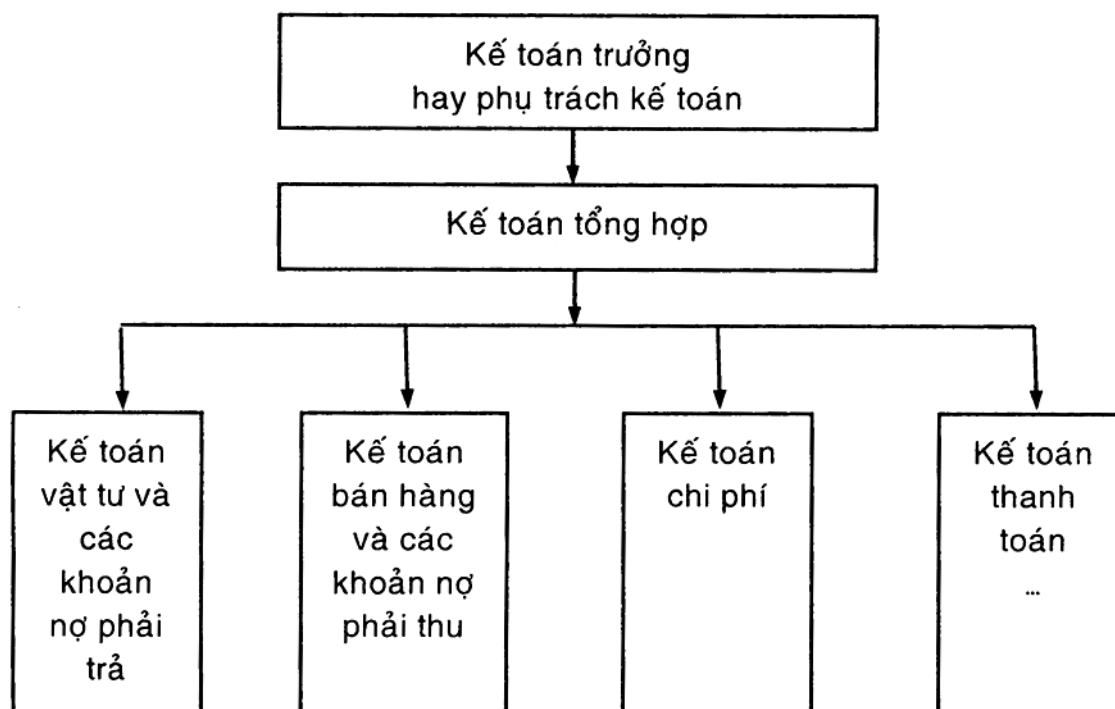 Kế toán trưởng
hay phụ trách kế toán
Kế toán tổng hợp
Kế toán
vật tư và
các
khoản
nợ phải
trả
Kế toán
bán hàng
và các
khoản nợ
phải thu
Kế toán
chi phí
Kế toán
thanh
toán
...